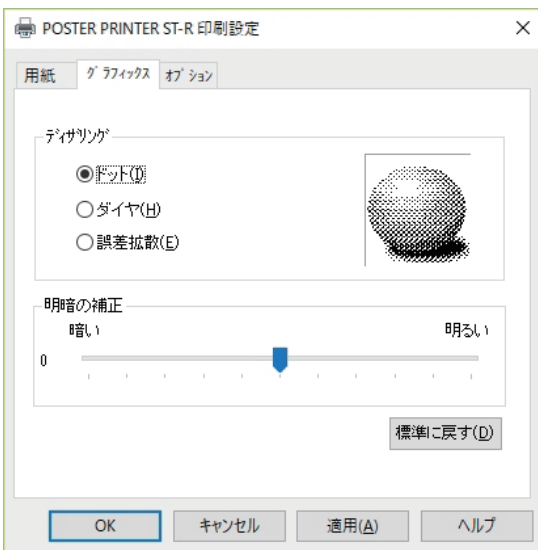 POSTER PRINTER ST-R 印刷設定
用紙 グラフィックス オプション
ディザリング
ドット(I)
ダイヤ(H)
誤差拡散(E)
明暗の補正
暗い 明るい
0
標準に戻す(D)
OK キャンセル 適用(A) ヘルプ